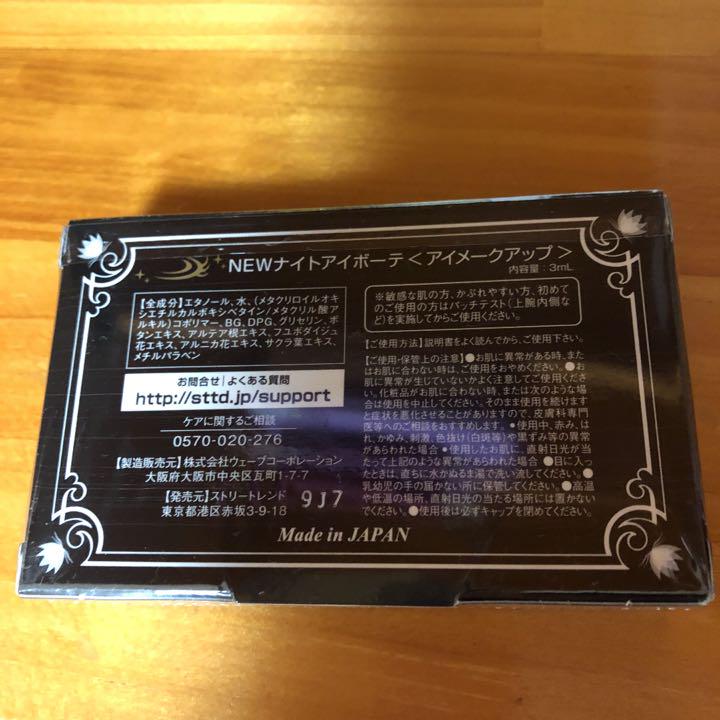 NEWナイトアイボーテ<アイメークアップ>
内容量:3mL
【全成分】エタノール、水、(メタクリロイルオキ
シエチルカルボキシベタイン/メタクリル酸ア
ルキル)コポリマー、BG、DPG、グリセリン、ボ
タンエキス、アルテア根エキス、フユボダイジュ
花エキス、アルニカ花エキス、サクラ葉エキス、
メチルパラベン
お問合せ|よくある質問
http://sttd.jp/support
ケアに関するご相談
0570-020-276
【製造販売元】株式会社ウェーブコーポレーション
大阪府大阪市中央区瓦町1-7-7
【発売元】ストリートレンド
東京都港区赤坂3-9-18
9J7
※敏感な肌の方、かぶれやすい方、初めて
のご使用の方はパッチテスト(上腕内側な
ど)を実施してからご使用ください。
【ご使用方法】説明書をよく読んでから、ご使用下さい。
【ご使用・保管上の注意】●お肌に異常がある時、また
はお肌に合わない時は、ご使用をおやめください。●お
肌に異常が生じていないかよく注意してご使用くだ
さい。化粧品がお肌に合わない時、または次のような場
合は使用を中止してください。そのまま使用を続けます
と症状を悪化させることがありますので、皮膚科専門
医等へのご相談をおすすめします。•使用中、赤み、は
れ、かゆみ、刺激、色抜け(白斑等)や黒ずみ等の異常
があらわれた場合 •使用したお肌に、直射日光が当
たって上記のような異常があらわれた場合 ●目に入っ
たときは、直ちに水かぬるま湯で洗い流してください。●
乳幼児の手の届かない所に保管してください。●高温
や低温の場所、直射日光の当たる場所には置かない
でください。●使用後は必ずキャップを閉めてください。
Made in JAPAN